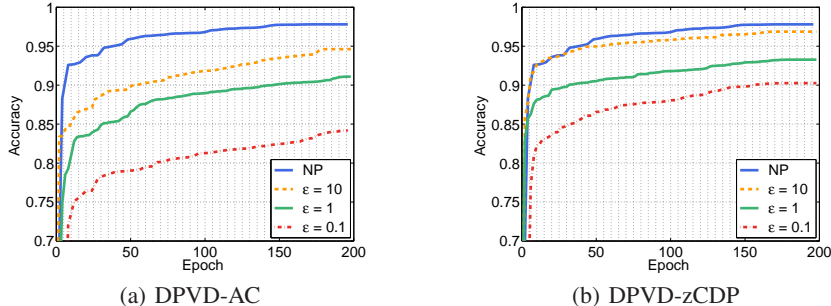 1
0.95
0.9
0.85
0.8
0.75
0.7
Accuracy
0 50 100 150 200
Epoch
NP
ε = 10
ε = 1
ε = 0.1
(a) DPVD-AC
1
0.95
0.9
0.85
0.8
0.75
0.7
Accuracy
0 50 100 150 200
Epoch
NP
ε = 10
ε = 1
ε = 0.1
(b) DPVD-zCDP